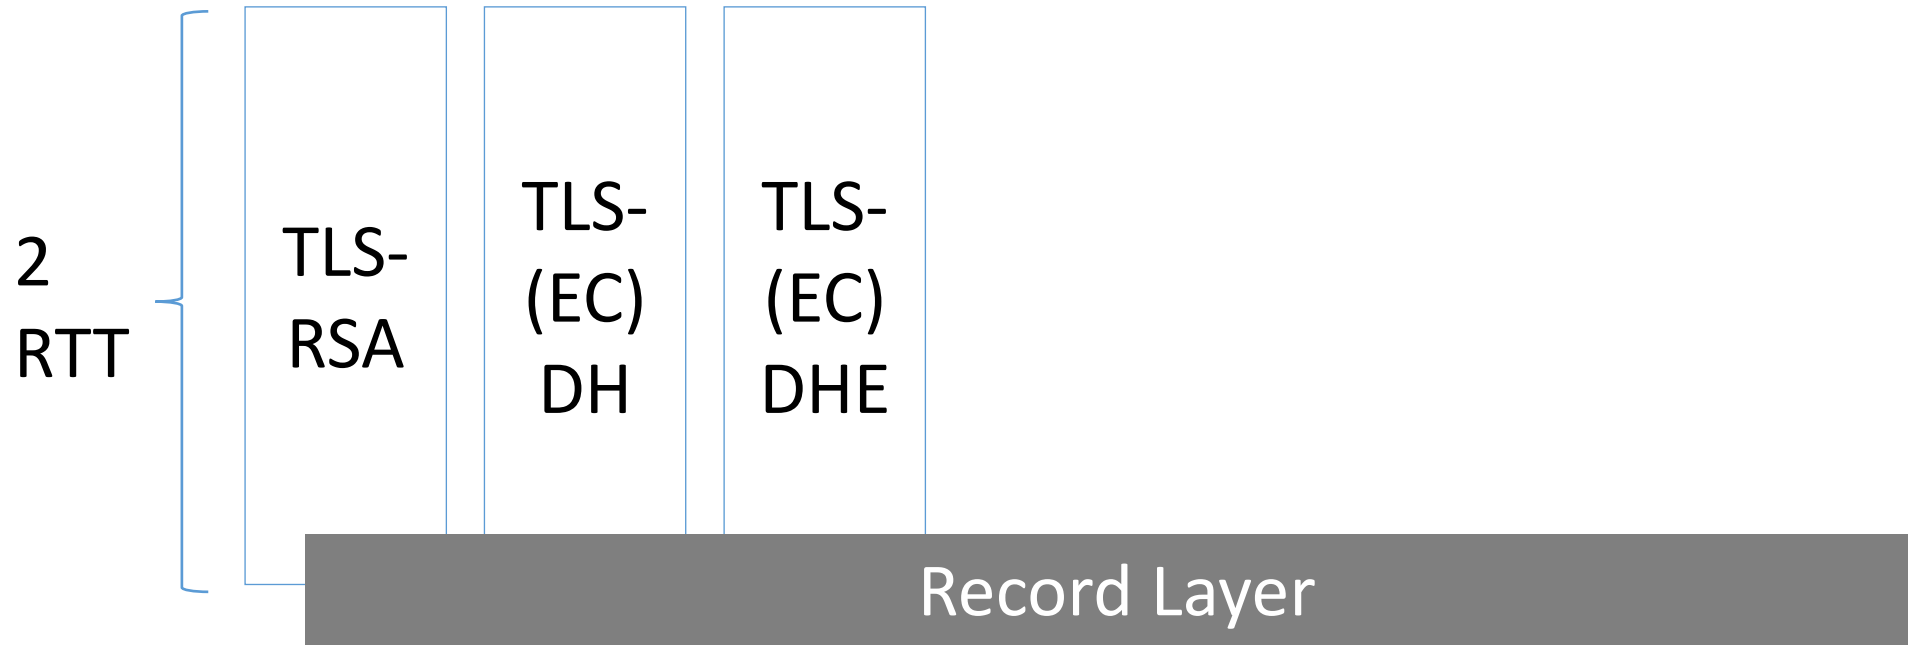 2
RTT
TLS-
RSA
TLS-
(EC)
DH
TLS-
(EC)
DHE
Record Layer